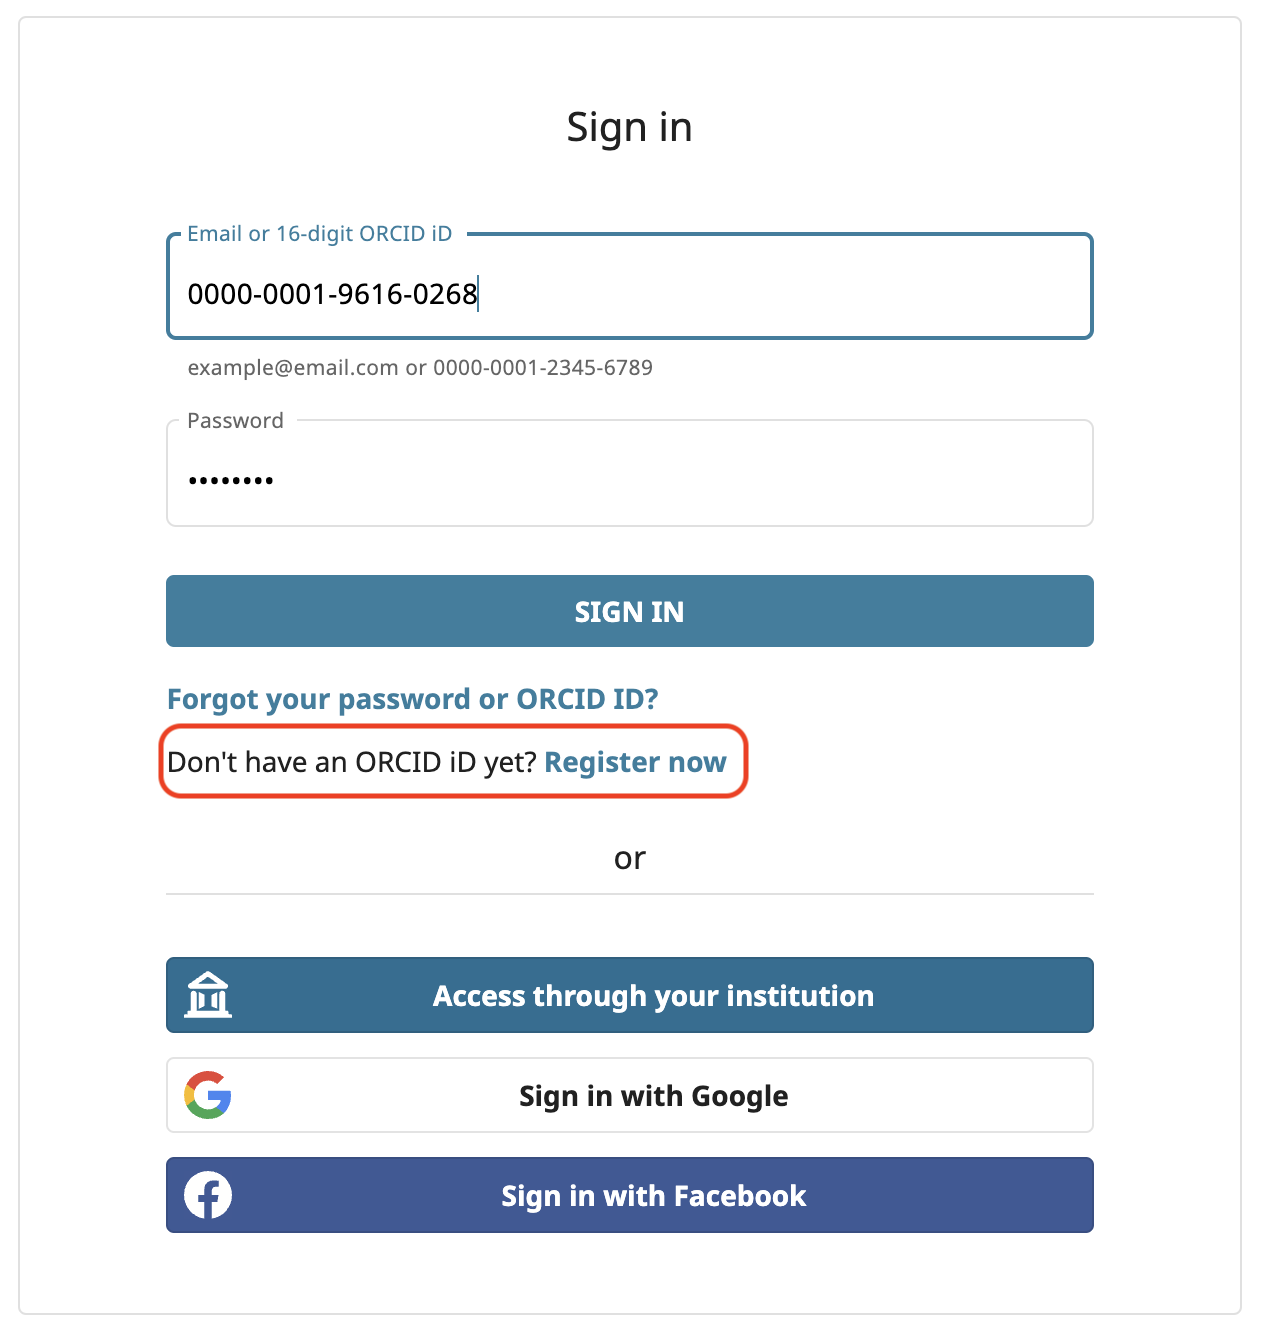 Sign in
Email or 16-digit ORCID iD
0000-0001-9616-0268
example@email.com or 0000-0001-2345-6789
Password
••••••••
SIGN IN
Forgot your password or ORCID ID?
Don't have an ORCID iD yet? Register now
or
Access through your institution
Sign in with Google
Sign in with Facebook